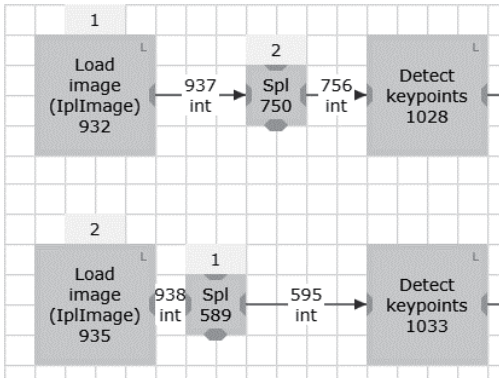 1
L
Load
image
(IplImage)
932
937
int
2
Spl
750
756
int
L
Detect
keypoints
1028
2
L
Load
image
(IplImage)
935
938
int
1
Spl
589
595
int
L
Detect
keypoints
1033